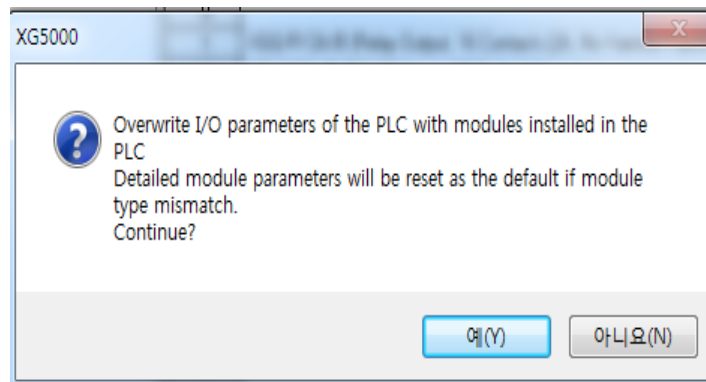 XG5000
Overwrite I/O parameters of the PLC with modules installed in the
PLC
Detailed module parameters will be reset as the default if module
type mismatch.
Continue?
예(Y)
아니요(N)